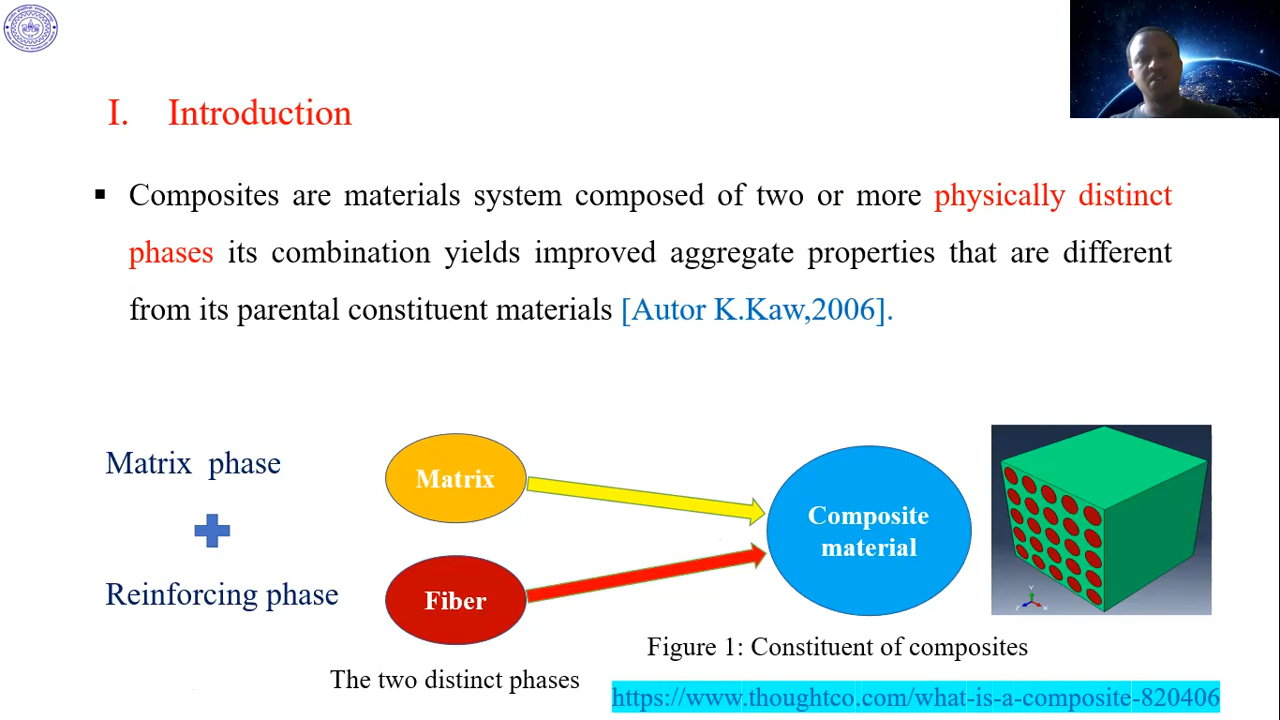 I. Introduction
▪ Composites are materials system composed of two or more physically distinct
phases its combination yields improved aggregate properties that are different
from its parental constituent materials [Autor K.Kaw,2006].
Matrix phase
Reinforcing phase
Matrix
Fiber
The two distinct phases
Composite
material
Figure 1: Constituent of composites
https://www.thoughtco.com/what-is-a-composite-820406